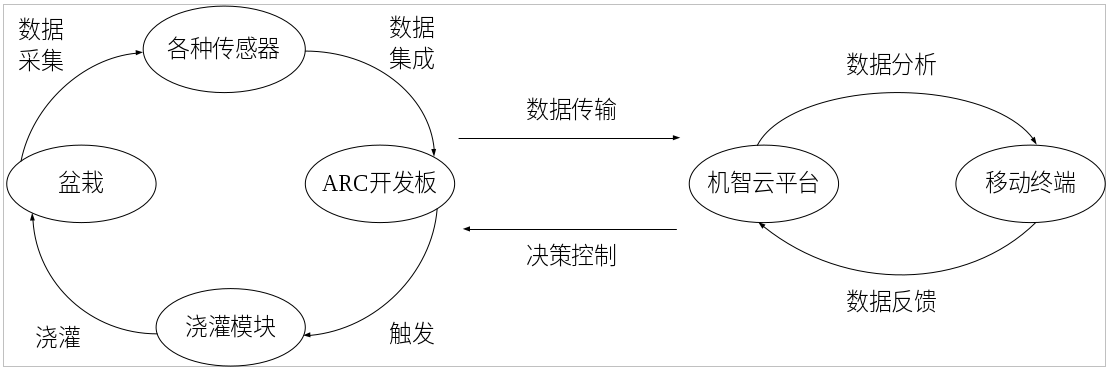 数据
采集
各种传感器
数据
集成
数据分析
数据传输
盆栽
ARC开发板
机智云平台
移动终端
决策控制
数据反馈
浇灌
浇灌模块
触发